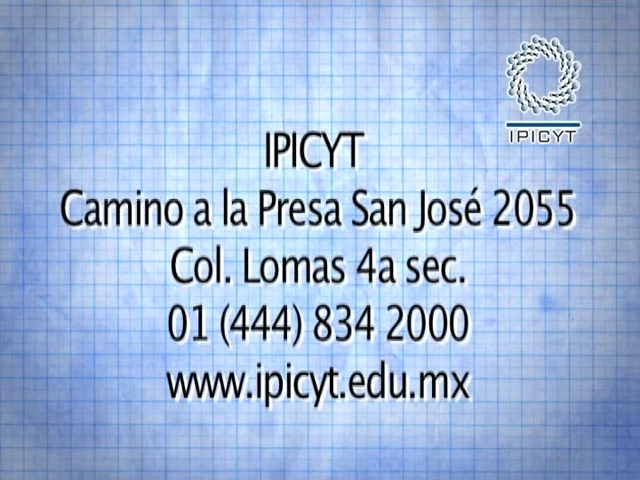 IPICYT
IPICYT
Camino a la Presa San José 2055
Col. Lomas 4a sec.
01 (444) 834 2000
www.ipicyt.edu.mx